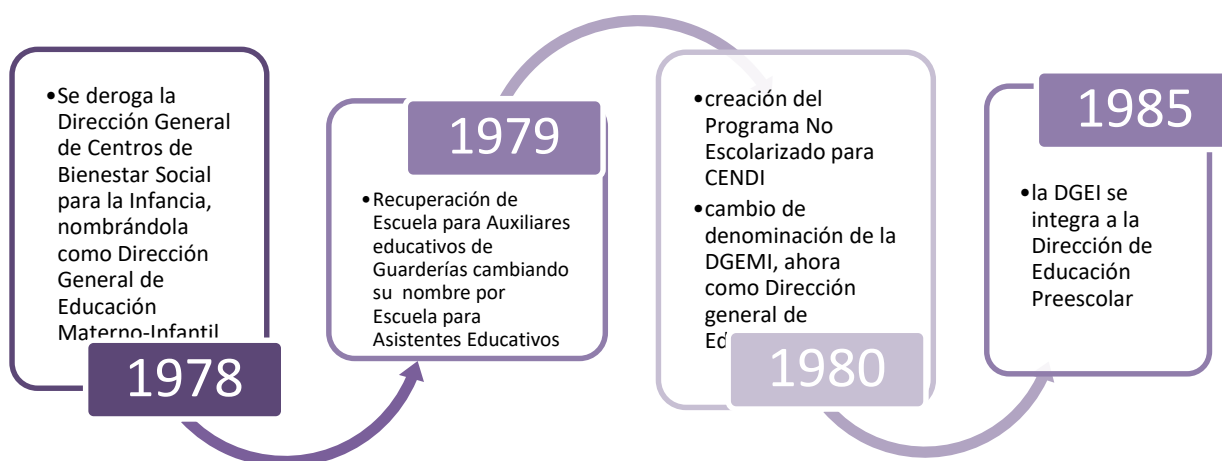 •Se deroga la
Dirección General
de Centros de
Bienestar Social
para la Infancia,
nombrándola
como Dirección
General de
Educación
Materno-Infantil
1978
1979
•Recuperación de
Escuela para Auxiliares
educativos de
Guarderías cambiando
su nombre por
Escuela para
Asistentes Educativos
•creación del
Programa No
Escolarizado para
CENDI
•cambio de
denominación de la
DGEMI, ahora
como Dirección
general de
1980
1985
•la DGEI se
integra a la
Dirección de
Educación
Preescolar